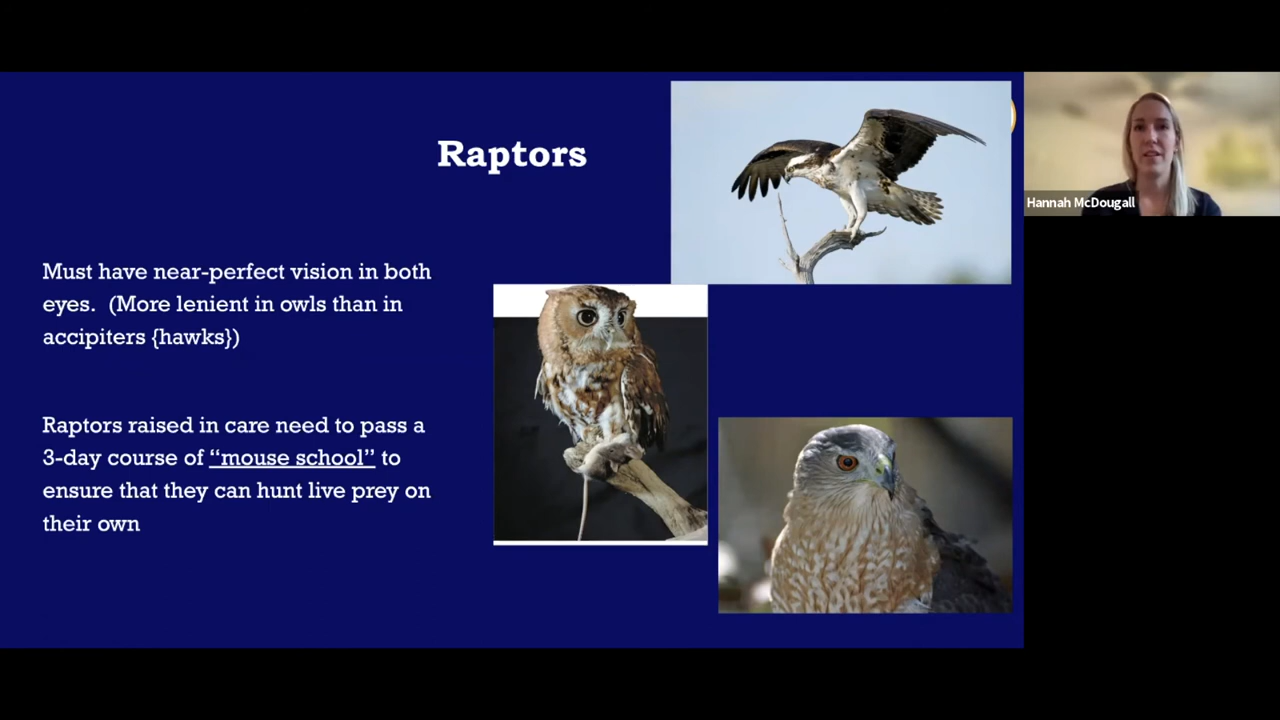 Raptors
Hannah McDougall
Must have near-perfect vision in both
eyes.  (More lenient in owls than in
accipiters {hawks})
Raptors raised in care need to pass a
3-day course of “mouse school” to
ensure that they can hunt live prey on
their own